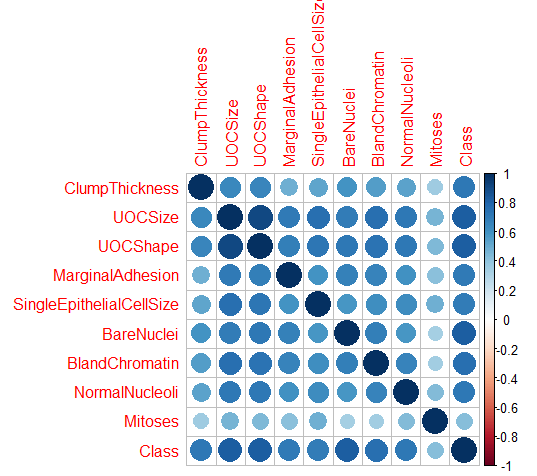 ClumpThickness
UOCSize
UOCShape
MarginalAdhesion
SingleEpithelialCellSize
BareNuclei
BlandChromatin
NormalNucleoli
Mitoses
Class
ClumpThickness
UOCSize
UOCShape
MarginalAdhesion
SingleEpithelialCellSize
BareNuclei
BlandChromatin
NormalNucleoli
Mitoses
Class
1
0.8
0.6
0.4
0.2
0
-0.2
-0.4
-0.6
-0.8
-1